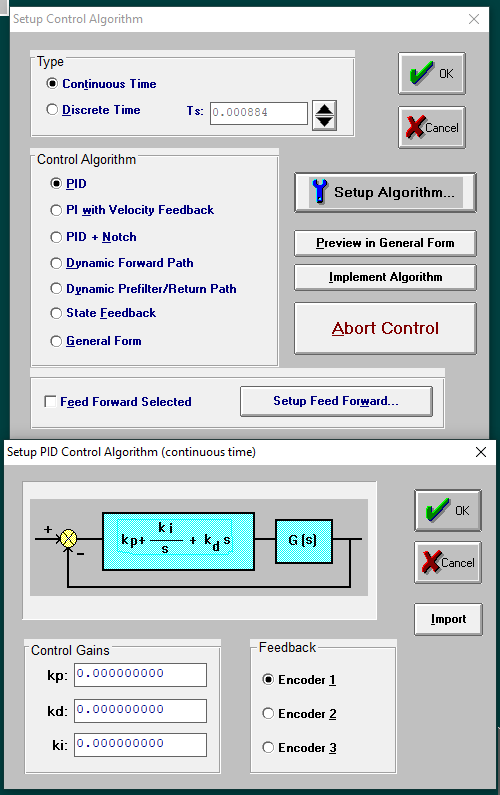 Setup Control Algorithm
Type
Continuous Time
Discrete Time Ts: 0.000884
OK
Cancel
Control Algorithm
PID
PI with Velocity Feedback
PID + Notch
Dynamic Forward Path
Dynamic Prefilter/Return Path
State Feedback
General Form
Setup Algorithm...
Preview in General Form
Implement Algorithm
Abort Control
Feed Forward Selected
Setup Feed Forward...
Setup PID Control Algorithm (continuous time)
+
-
kp+ ki/s + kd s
G (s)
OK
Cancel
Import
Control Gains
kp: 0.000000000
kd: 0.000000000
ki: 0.000000000
Feedback
Encoder 1
Encoder 2
Encoder 3